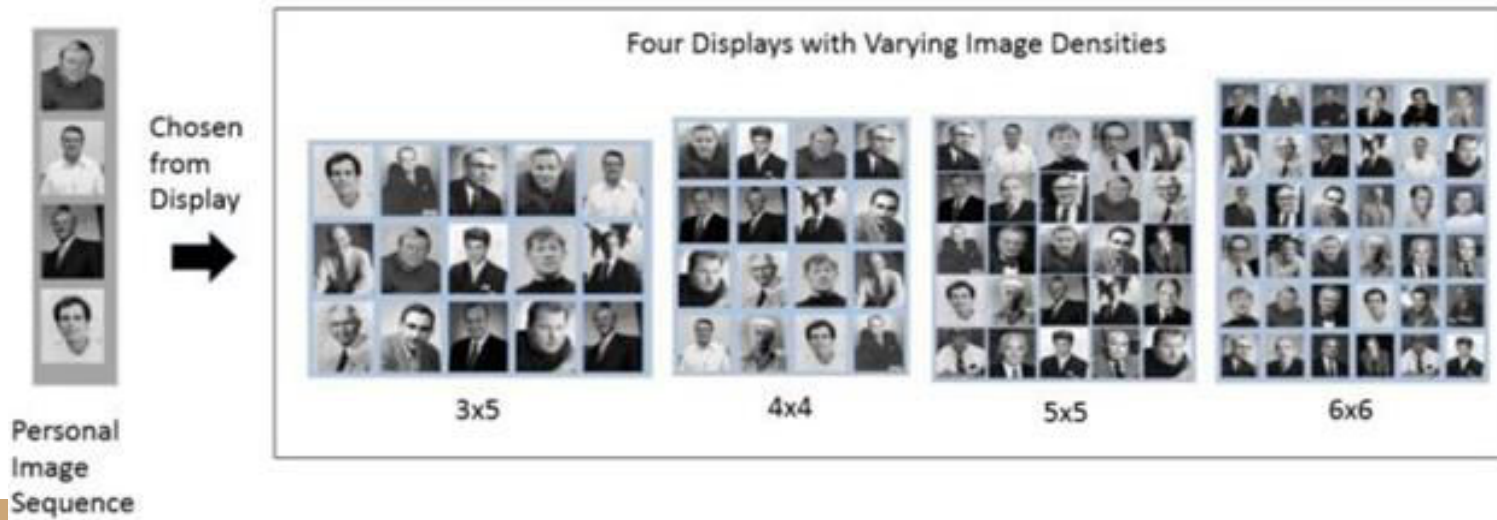 Four Displays with Varying Image Densities
Chosen
from
Display
3x5
4x4
5x5
6x6
Personal
Image
Sequence